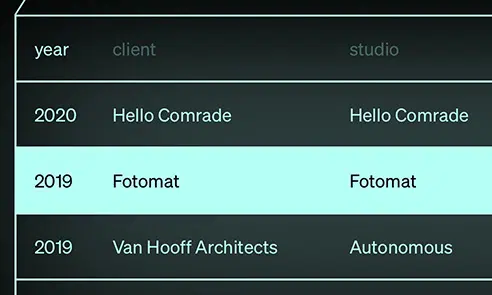 year client studio
2020 Hello Comrade Hello Comrade
2019 Fotomat Fotomat
2019 Van Hooff Architects Autonomous